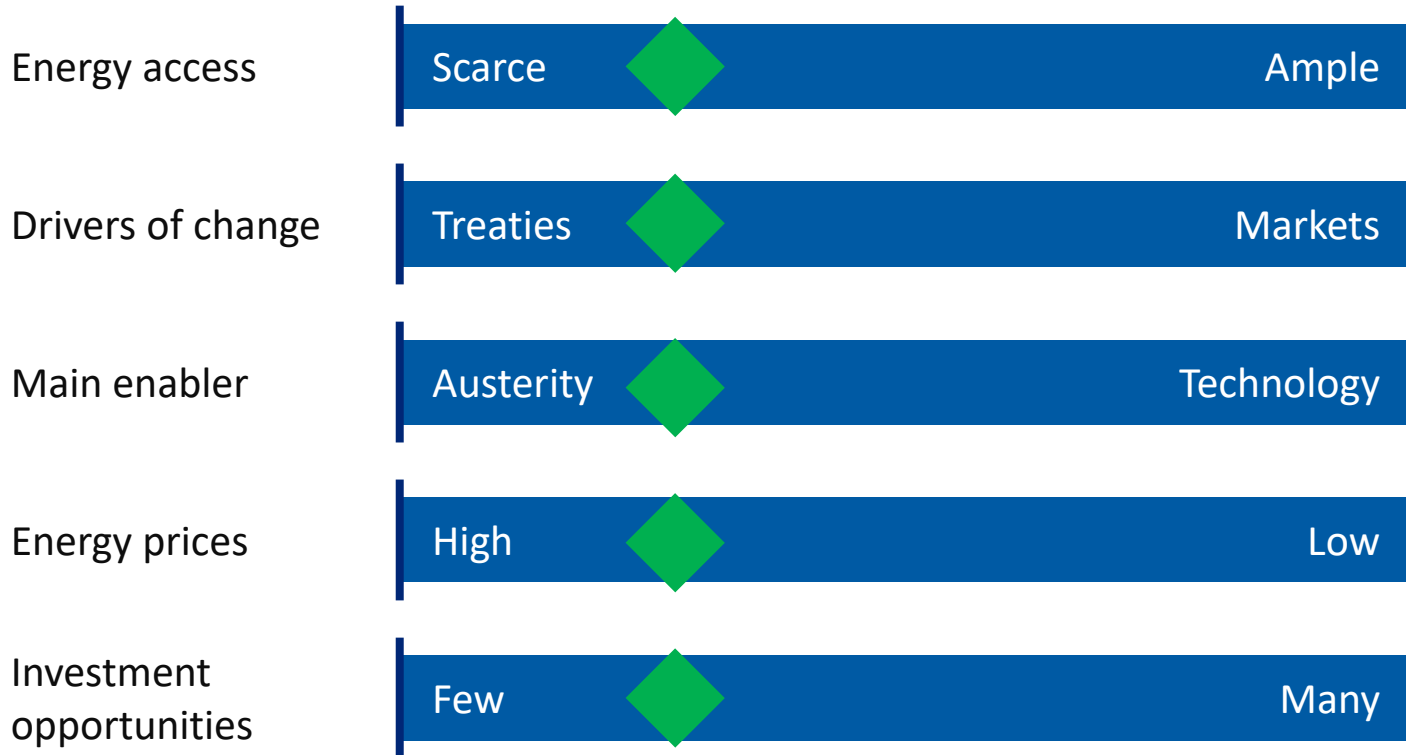 Energy access
Scarce
Ample
Drivers of change
Treaties
Markets
Main enabler
Austerity
Technology
Energy prices
High
Low
Investment
opportunities
Few
Many